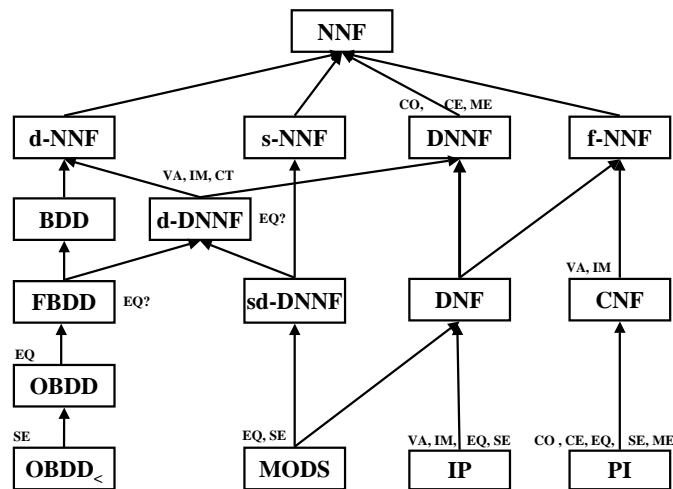 NNF
CO, CE, ME
d-NNF s-NNF DNNF f-NNF
VA, IM, CT
BDD d-DNNF EQ?
VA, IM
FBDD EQ? sd-DNNF DNF CNF
EQ
OBDD
SE EQ, SE VA, IM, EQ, SE CO , CE, EQ, SE, ME
OBDD< MODS IP PI